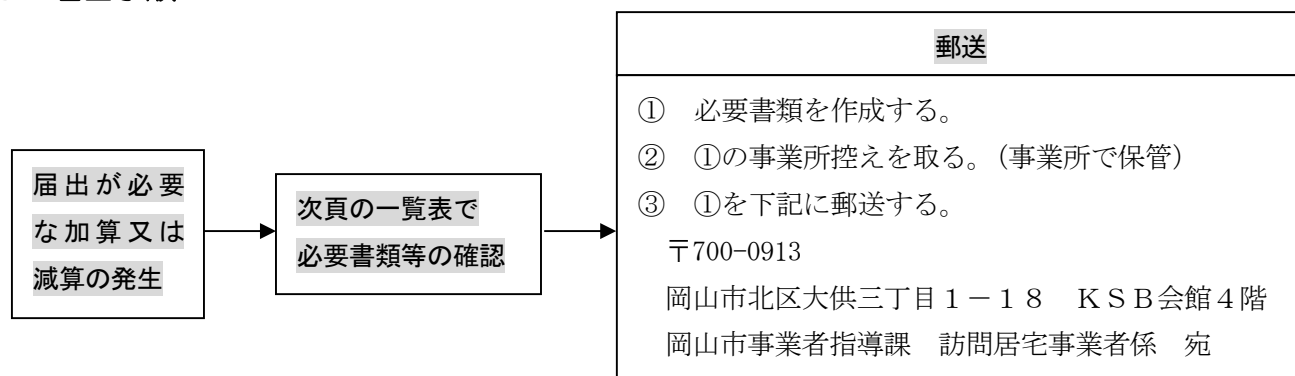 届出が必要
な加算又は
減算の発生
次頁の一覧表で
必要書類等の確認
郵送
① 必要書類を作成する。
② ①の事業所控えを取る。(事業所で保管)
③ ①を下記に郵送する。
〒700-0913
岡山市北区大供三丁目1-18 KSB会館4階
岡山市事業者指導課 訪問居宅事業者係 宛